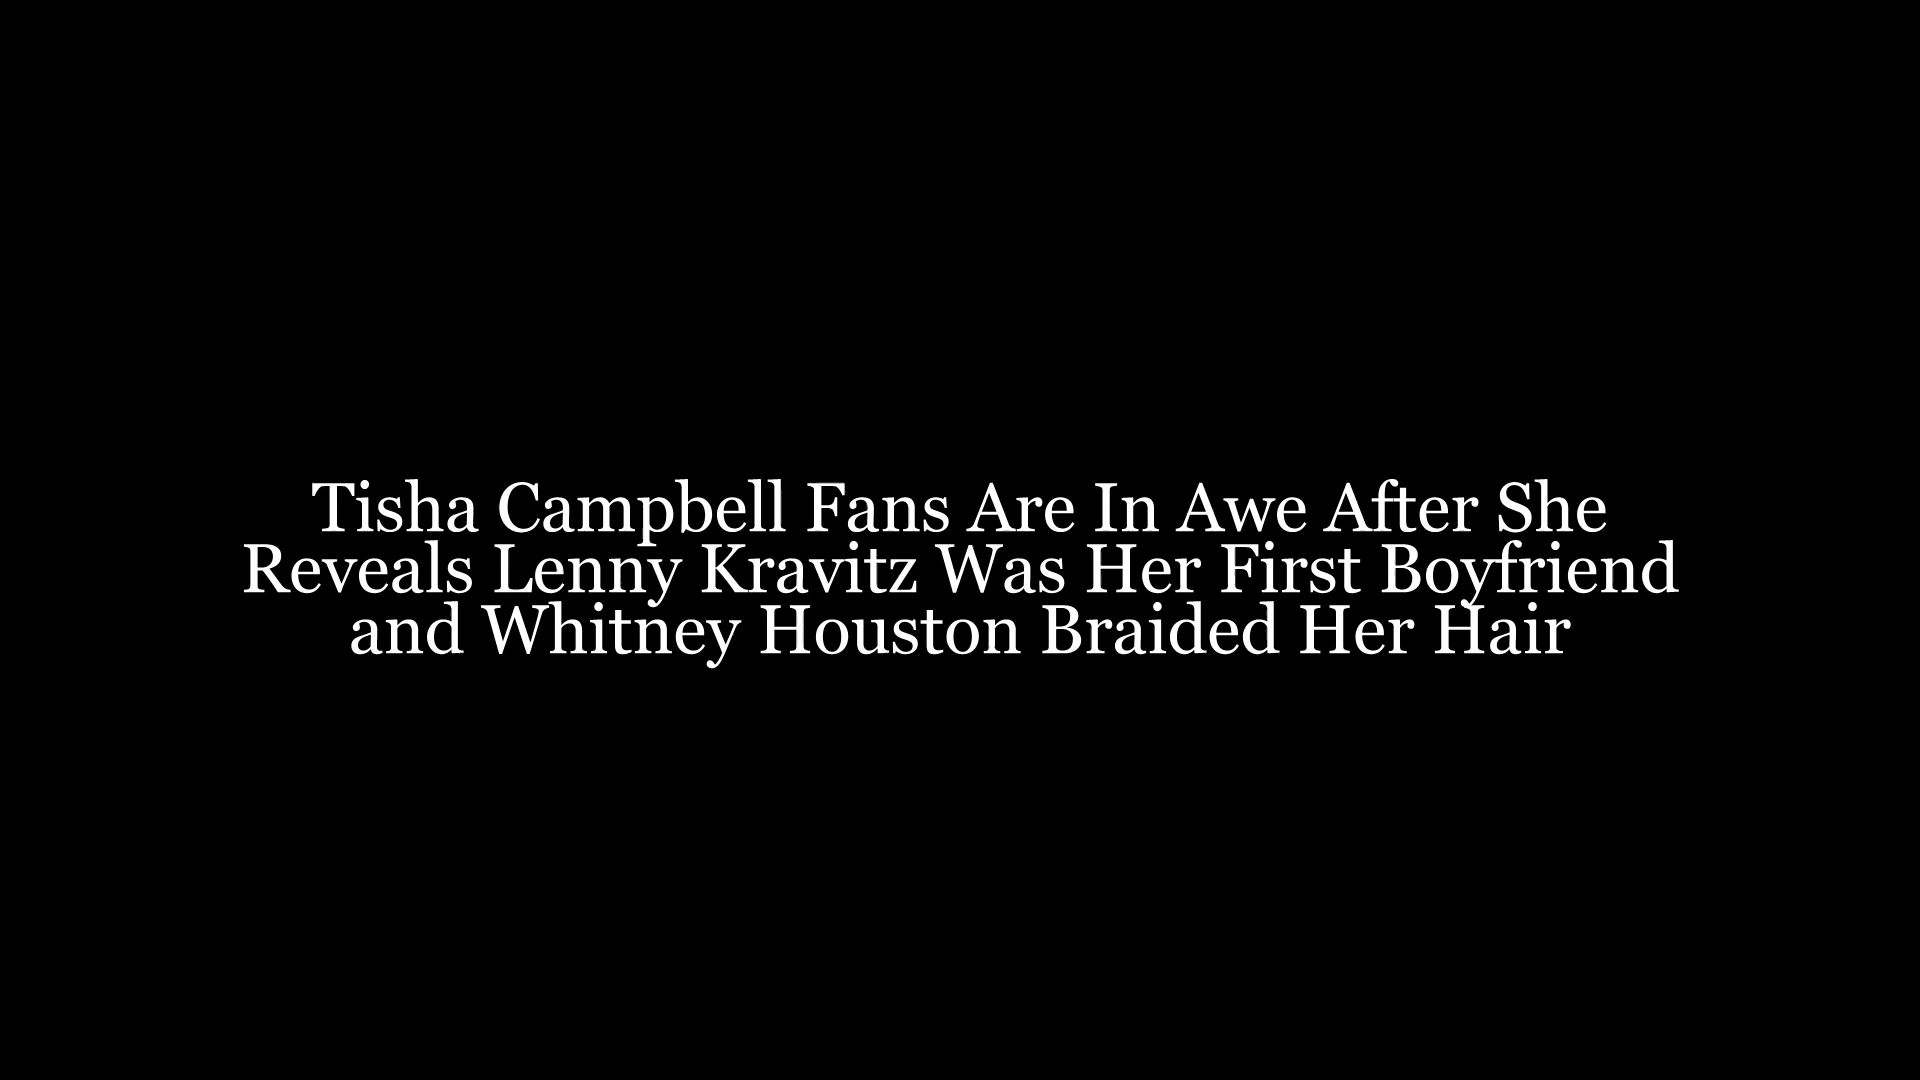 Tisha Campbell Fans Are In Awe After She
Reveals Lenny Kravitz Was Her First Boyfriend
and Whitney Houston Braided Her Hair